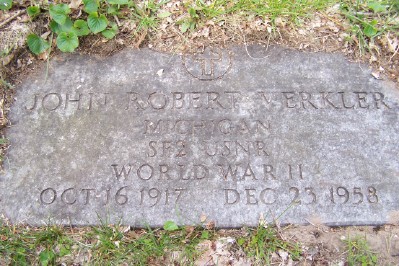 JOHN ROBERT VERKLER
MICHIGAN
SF2 USNR
WORLD WAR II
OCT 16 1917 DEC 23 1958